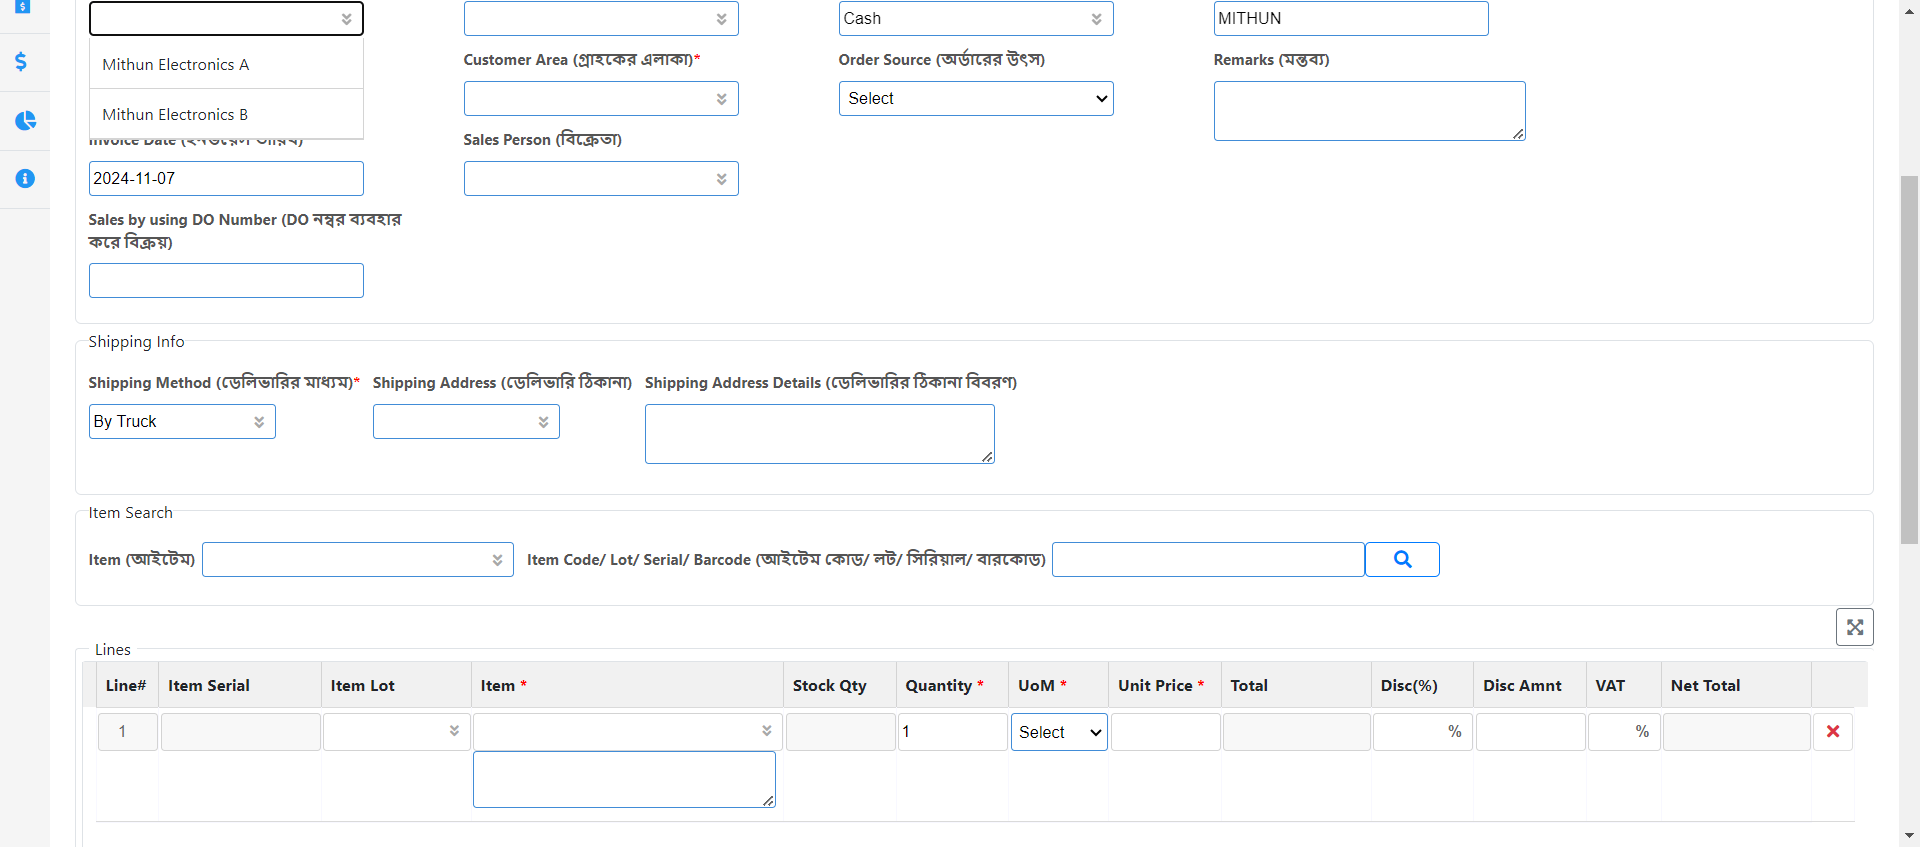 Cash
MITHUN
Mithun Electronics A
Mithun Electronics B
Customer Area (গ্রাহকের এলাকা)*
Order Source (অর্ডারের উৎস)
Remarks (মন্তব্য)
Select
Invoice Date (ইনভয়েস তারিখ)
Sales Person (বিক্রেতা)
2024-11-07
Sales by using DO Number (DO নম্বর ব্যবহার
করে বিক্রয়)
Shipping Info
Shipping Method (ডেলিভারির মাধ্যম)*
Shipping Address (ডেলিভারি ঠিকানা)
Shipping Address Details (ডেলিভারির ঠিকানা বিবরণ)
By Truck
Item Search
Item (আইটেম)
Item Code/ Lot/ Serial/ Barcode (আইটেম কোড/ লট/ সিরিয়াল/ বারকোড)
Lines
Line# Item Serial Item Lot Item * Stock Qty Quantity * UoM * Unit Price * Total Disc(%) Disc Amnt VAT Net Total
1 1 Select % %